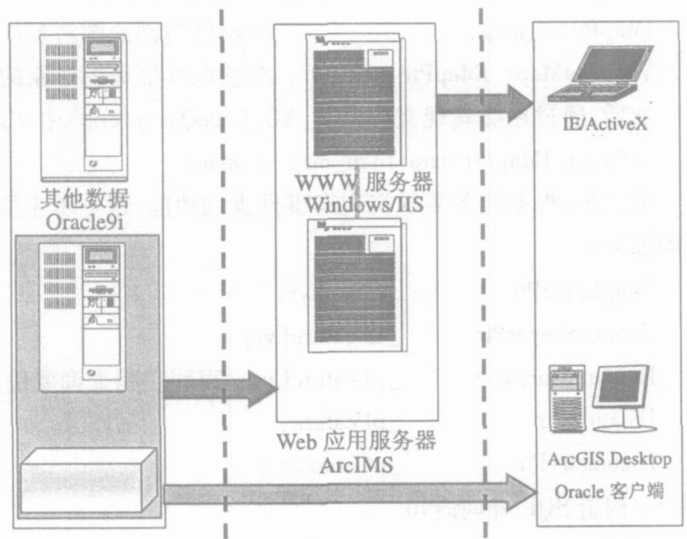 其他数据
Oracle9i
WWW 服务器
Windows/IIS
Web 应用服务器
ArcIMS
IE/ActiveX
ArcGIS Desktop
Oracle 客户端